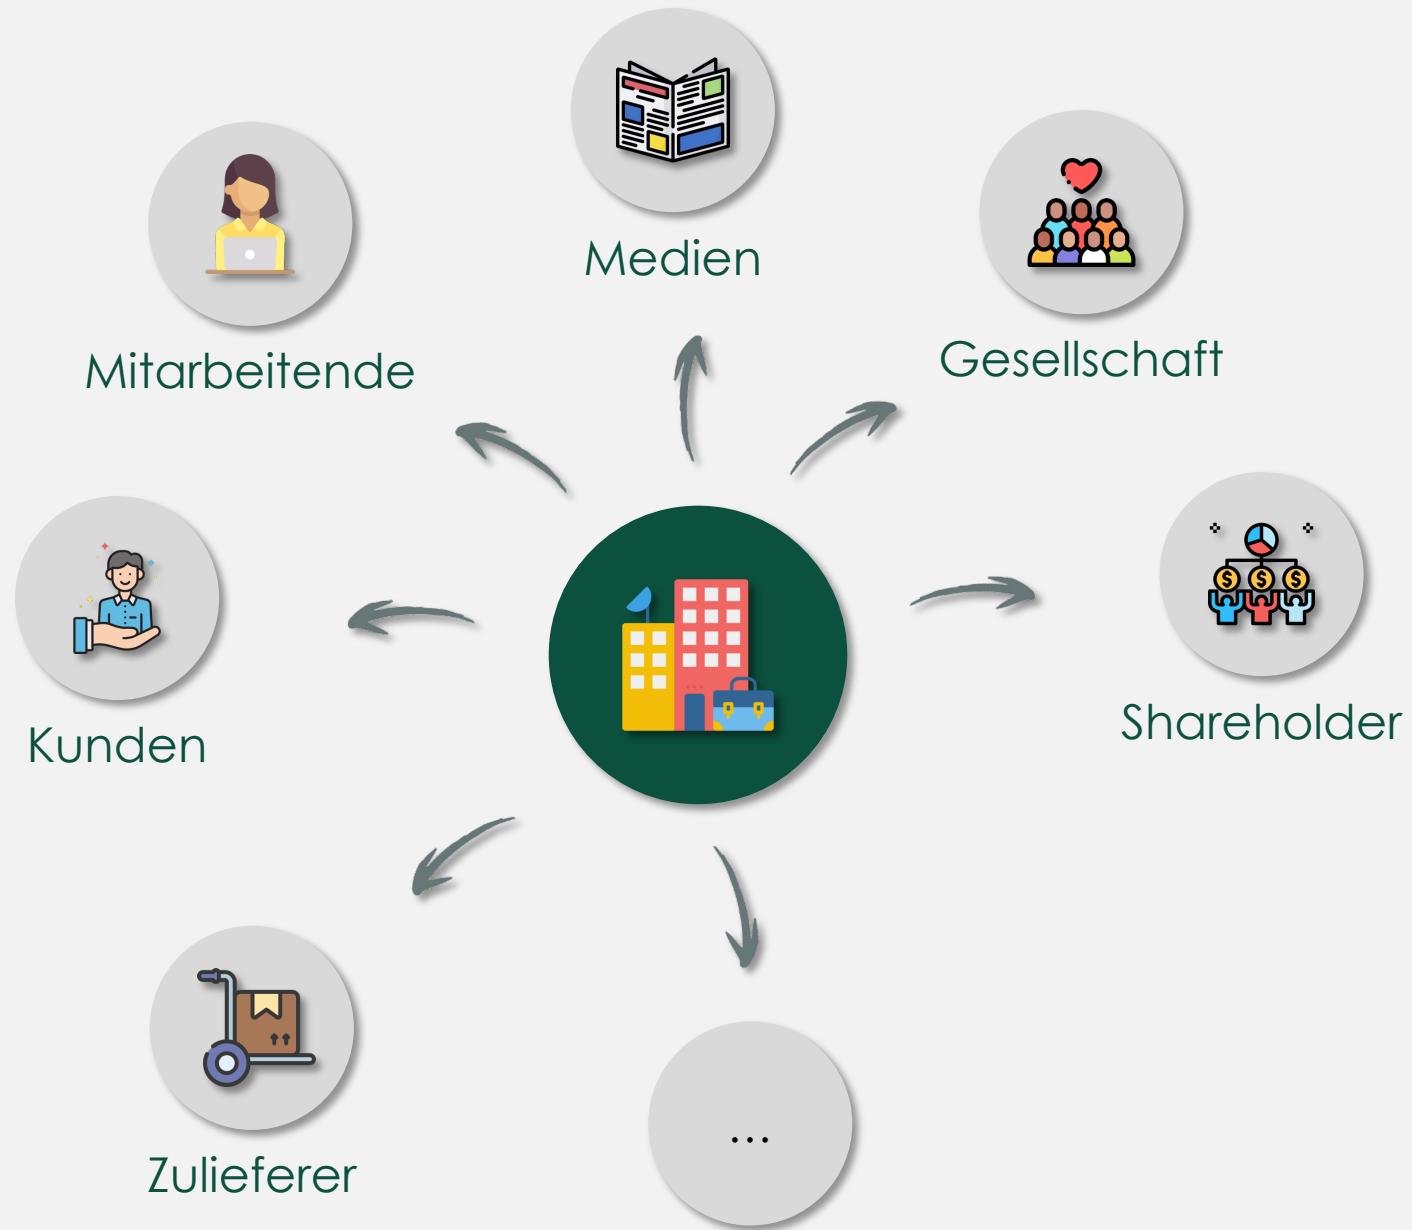 Medien
Mitarbeitende
Gesellschaft
Kunden
Shareholder
Zulieferer
...